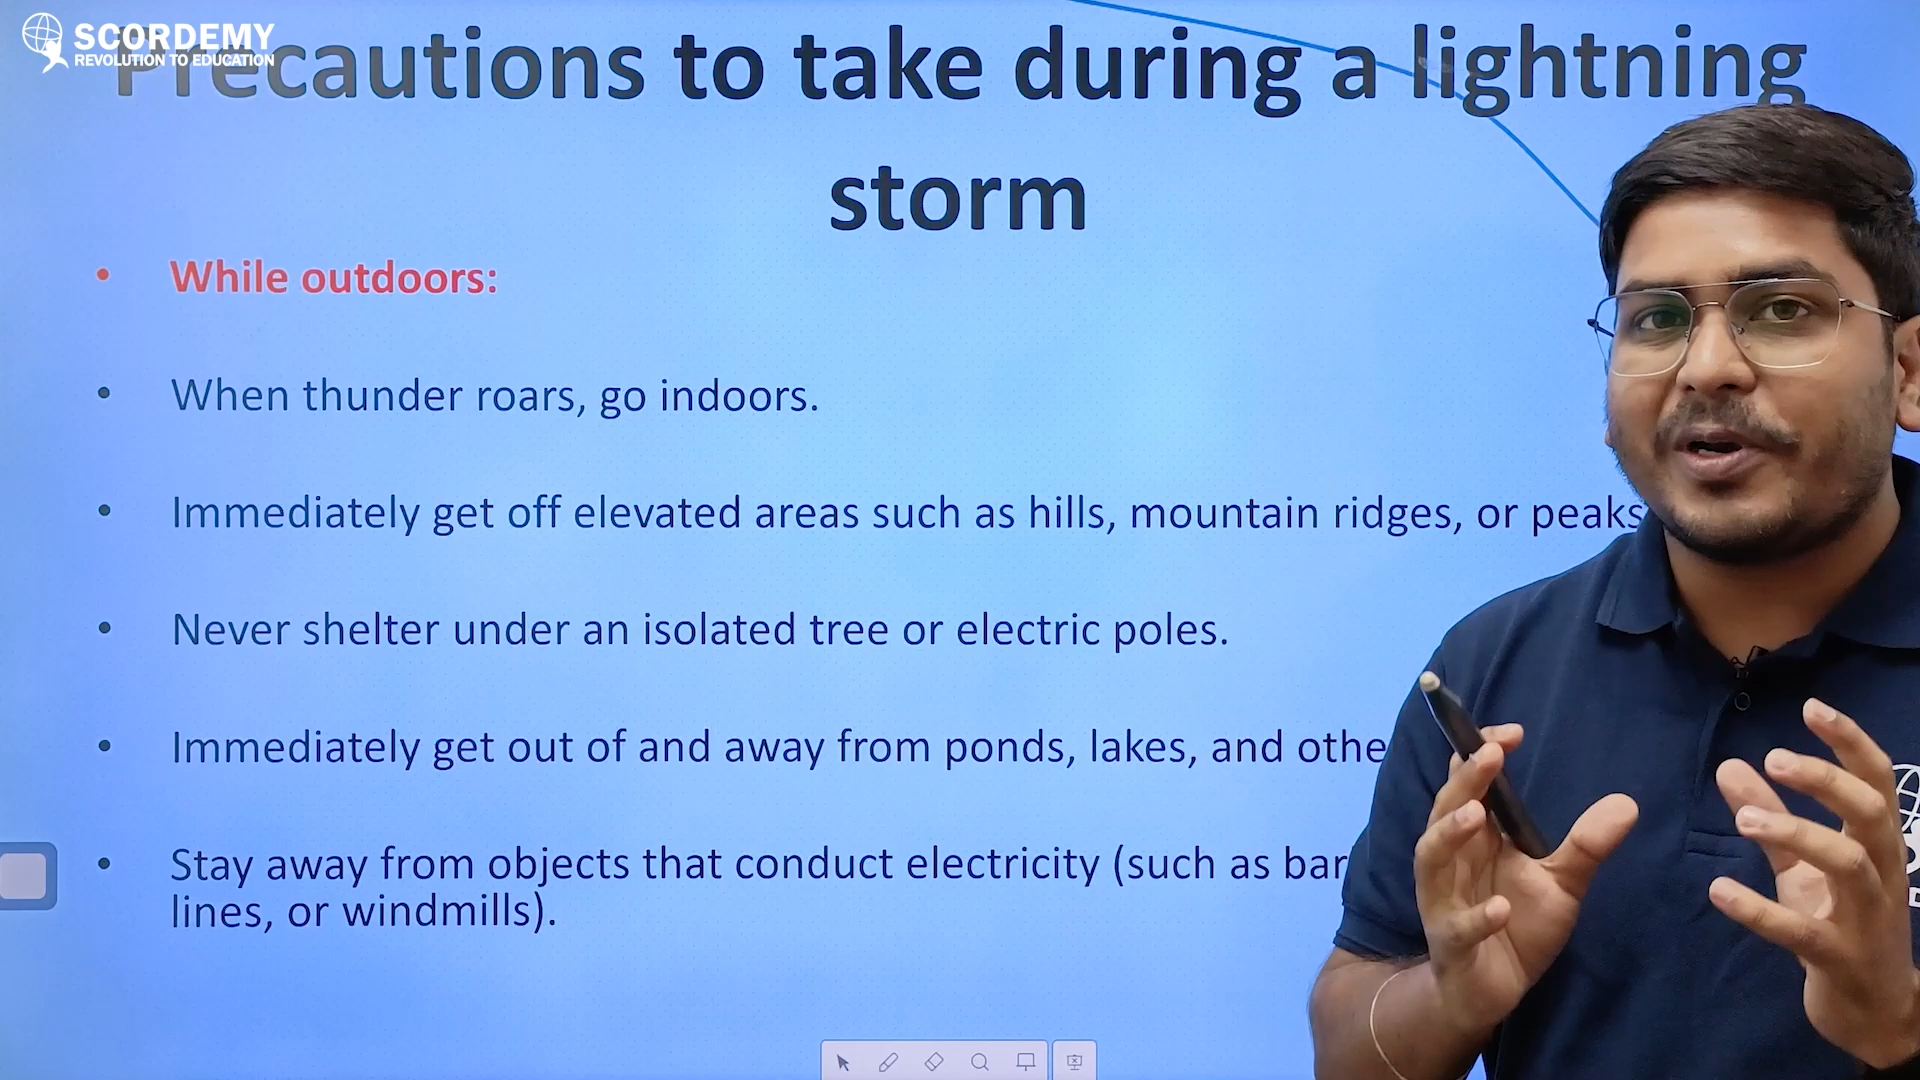 SCORDEMY
REVOLUTION TO EDUCATION
Precautions to take during a lightning
storm
• While outdoors:
• When thunder roars, go indoors.
• Immediately get off elevated areas such as hills, mountain ridges, or peaks
• Never shelter under an isolated tree or electric poles.
• Immediately get out of and away from ponds, lakes, and othe
• Stay away from objects that conduct electricity (such as bar
lines, or windmills).